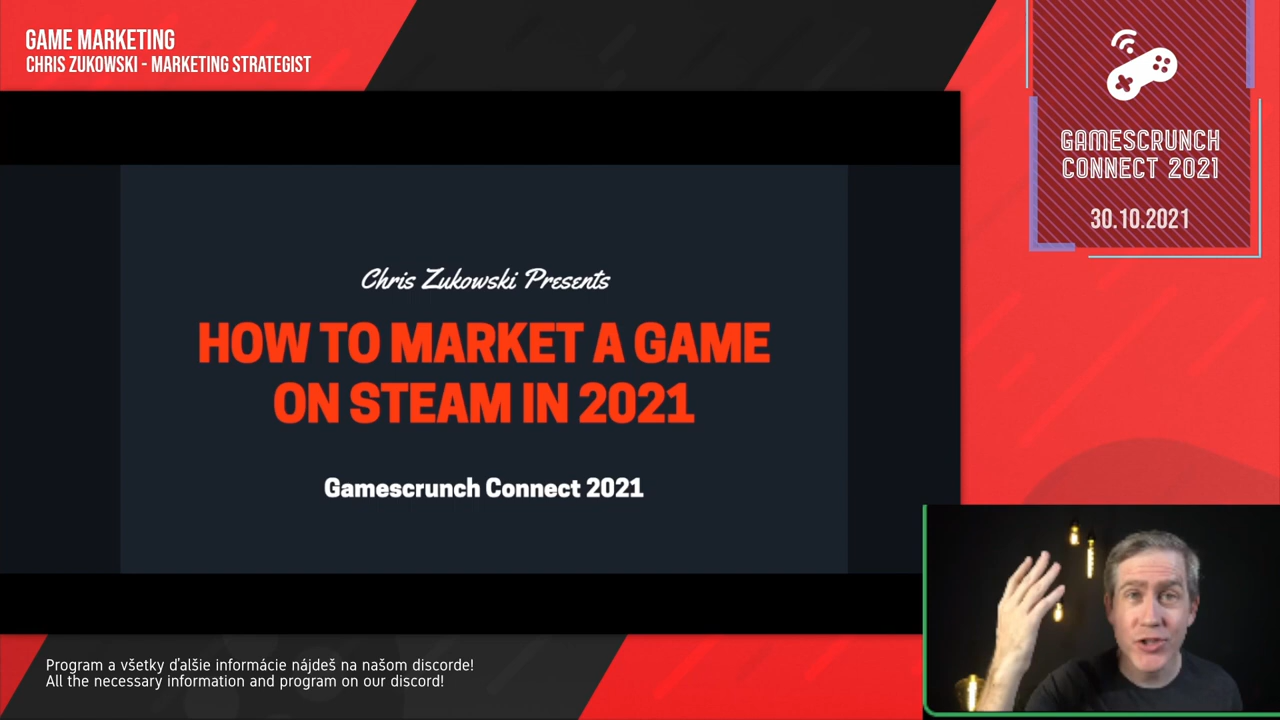 GAME MARKETING
CHRIS ZUKOWSKI - MARKETING STRATEGIST
GAMESCRUNCH
CONNECT 2021
30.10.2021
Chris Zukowski Presents
HOW TO MARKET A GAME
ON STEAM IN 2021
Gamescrunch Connect 2021
Program a všetky ďalšie informácie nájdeš na našom discorde!
All the necessary information and program on our discord!